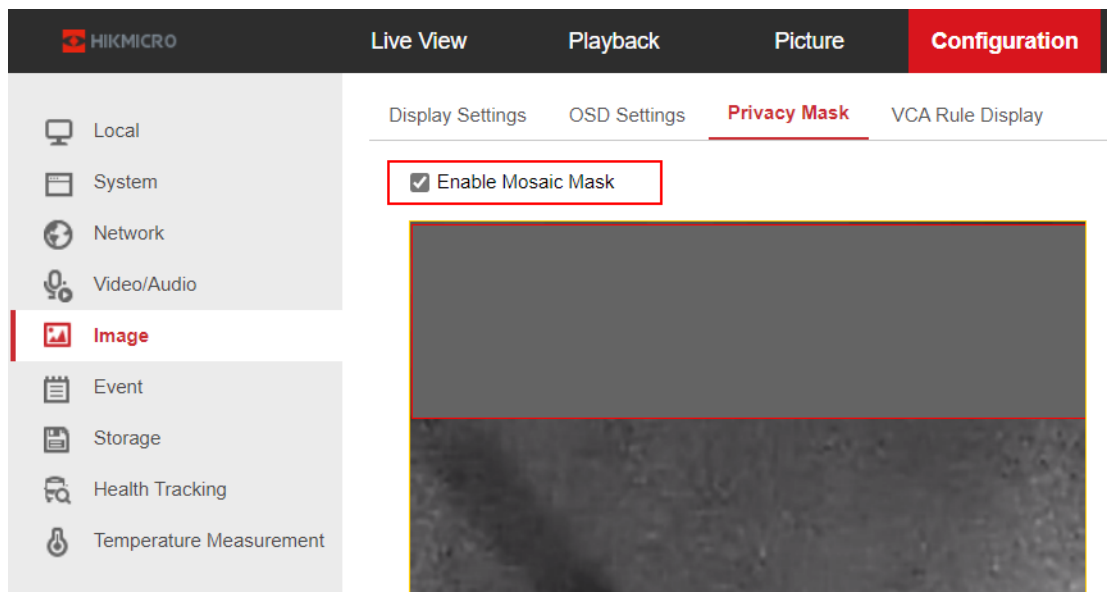 HIKMICRO
Live View Playback Picture Configuration
Display Settings OSD Settings Privacy Mask VCA Rule Display
Enable Mosaic Mask
Local
System
Network
Video/Audio
Image
Event
Storage
Health Tracking
Temperature Measurement